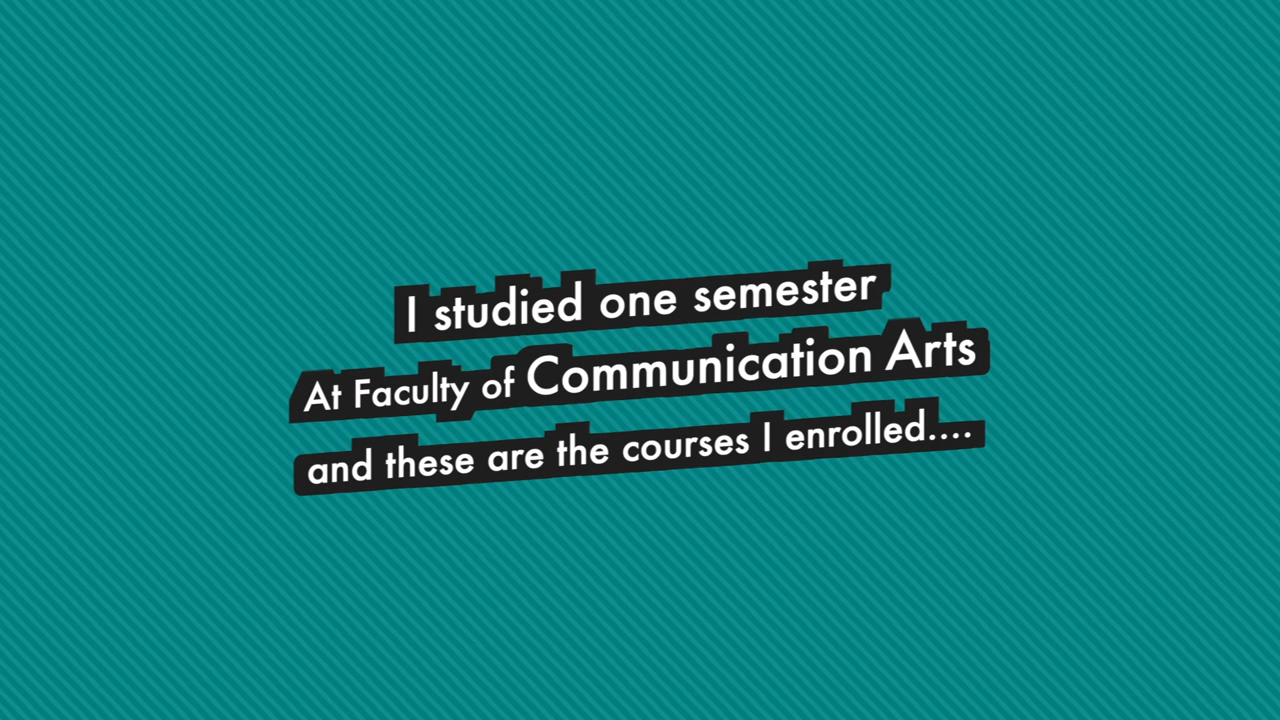 I studied one semester
At Faculty of Communication Arts
and these are the courses I enrolled....